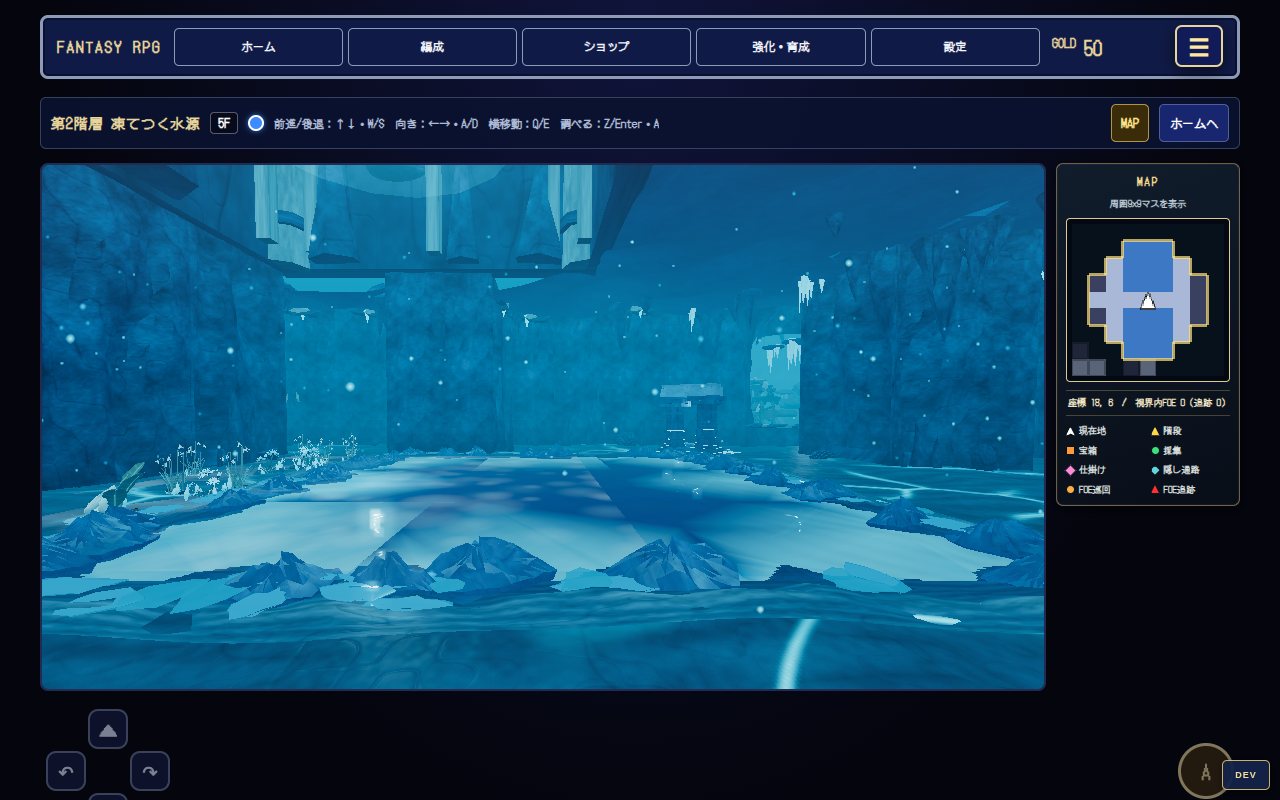 FANTASY RPG
ホーム
編成
ショップ
強化・育成
設定
GOLD 50
第2階層 凍てつく水源
5F
前進/後退：↑↓・W/S 向き：←→・A/D 横移動：Q/E 調べる：Z/Enter・A
MAP
ホームへ
MAP
周囲9x9マスを表示
座標 18, 6 / 視界内FOE 0（追跡 0）
現在地
階段
宝箱
採集
仕掛け
隠し通路
FOE巡回
FOE追跡
A
DEV